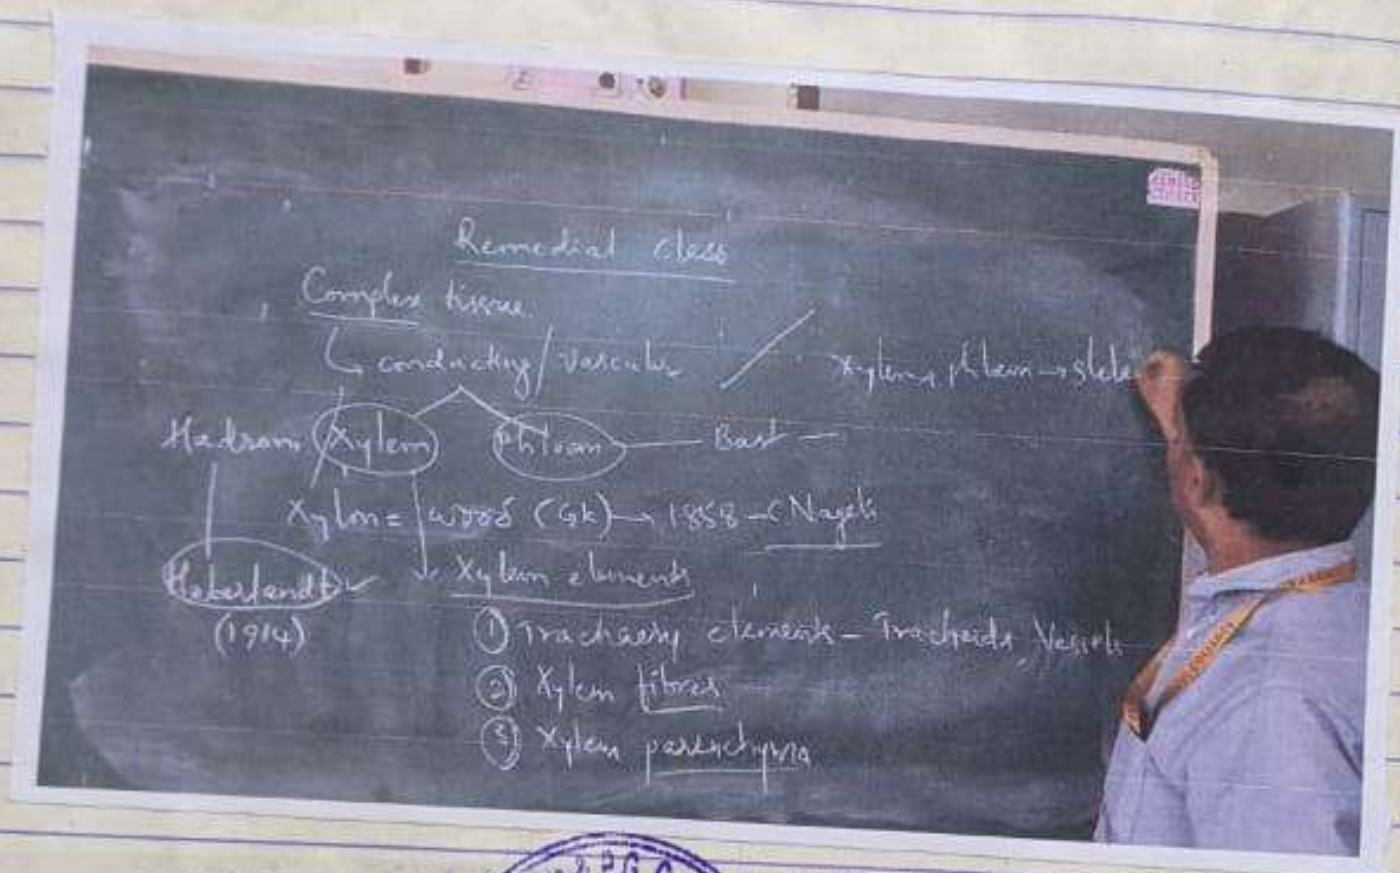 Remedial class
Complex tissue
conducting / Vascular
Xylem, phloem → stele
Hadrom Xylem Phloem — Bast —
Xylon = wood (Gk) → 1858 - Nageli
Haberlandt
(1914)
Xylem elements
① Trachaery elements - Tracheids, Vessels
② Xylem fibres
③ Xylem parenchyma